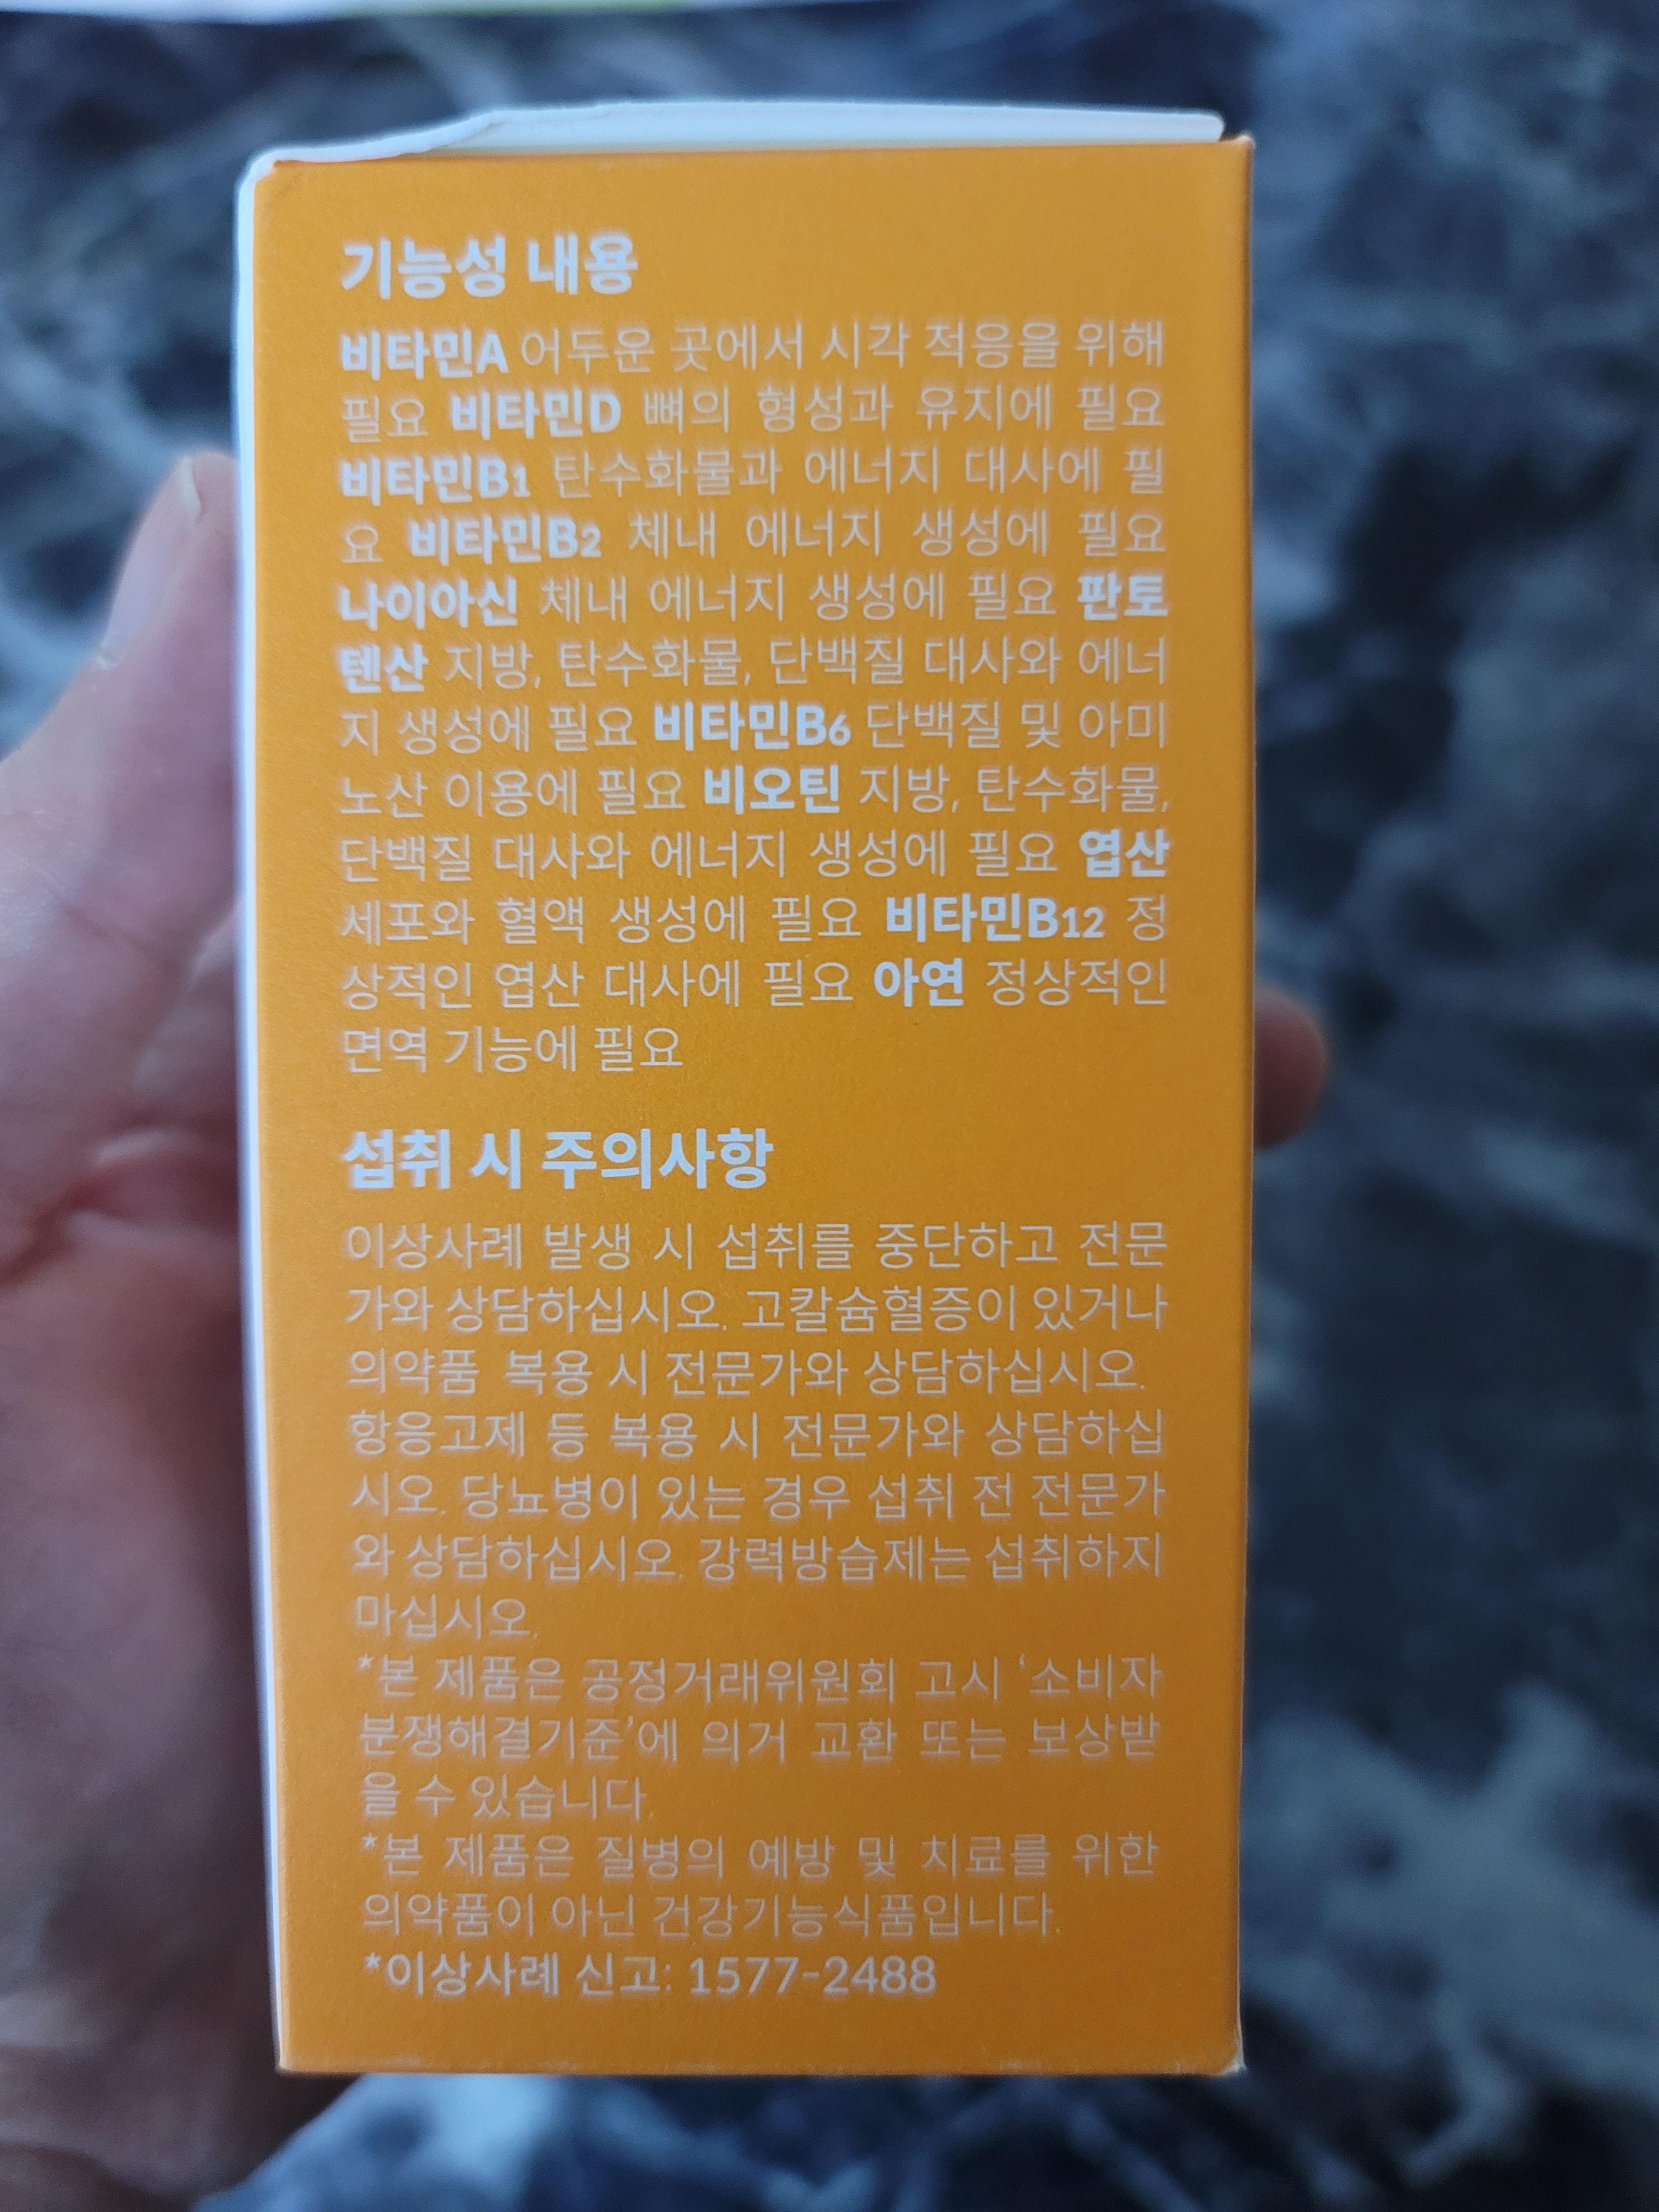 기능성 내용
비타민A 어두운 곳에서 시각 적응을 위해
필요 비타민D 뼈의 형성과 유지에 필요
비타민B1 탄수화물과 에너지 대사에 필
요 비타민B2 체내 에너지 생성에 필요
나이아신 체내 에너지 생성에 필요 판토
텐산 지방, 탄수화물, 단백질 대사와 에너
지 생성에 필요 비타민B6 단백질 및 아미
노산 이용에 필요 비오틴 지방, 탄수화물,
단백질 대사와 에너지 생성에 필요 엽산
세포와 혈액 생성에 필요 비타민B12 정
상적인 엽산 대사에 필요 아연 정상적인
면역 기능에 필요
섭취 시 주의사항
이상사례 발생 시 섭취를 중단하고 전문
가와 상담하십시오. 고칼슘혈증이 있거나
의약품 복용 시 전문가와 상담하십시오.
항응고제 등 복용 시 전문가와 상담하십
시오. 당뇨병이 있는 경우 섭취 전 전문가
와 상담하십시오. 강력방습제는 섭취하지
마십시오.
*본 제품은 공정거래위원회 고시 ‘소비자
분쟁해결기준’에 의거 교환 또는 보상받
을 수 있습니다.
*본 제품은 질병의 예방 및 치료를 위한
의약품이 아닌 건강기능식품입니다.
*이상사례 신고: 1577-2488